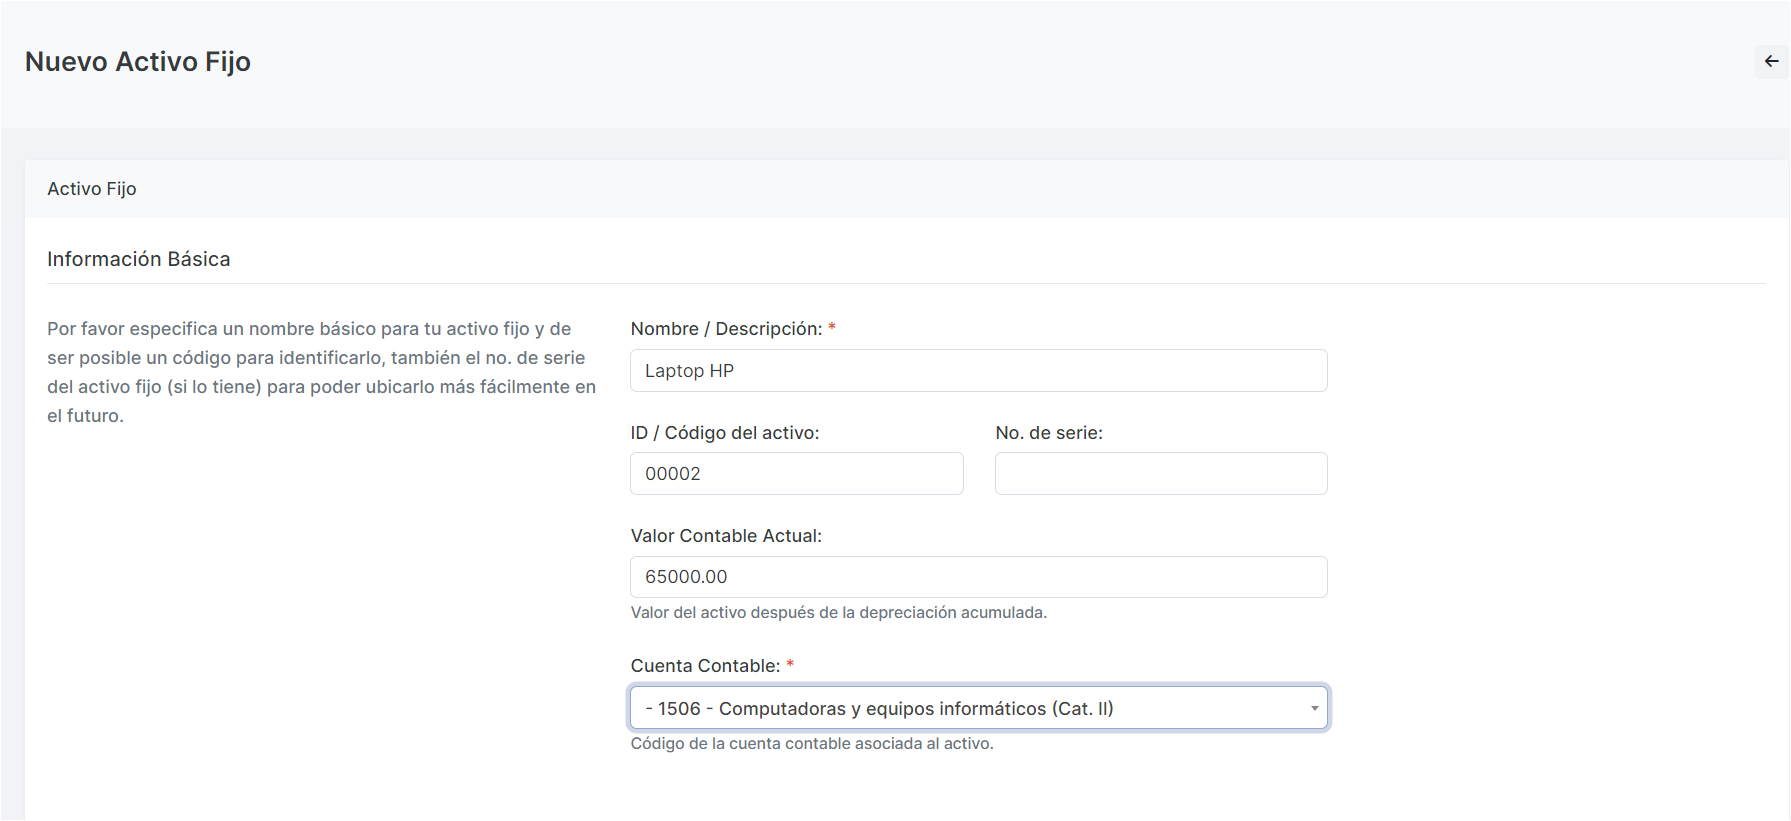 Nuevo Activo Fijo
Activo Fijo
Información Básica
Por favor especifica un nombre básico para tu activo fijo y de
ser posible un código para identificarlo, también el no. de serie
del activo fijo (si lo tiene) para poder ubicarlo más fácilmente en
el futuro.
Nombre / Descripción: *
Laptop HP
ID / Código del activo:
No. de serie:
00002
Valor Contable Actual:
65000.00
Valor del activo después de la depreciación acumulada.
Cuenta Contable: *
- 1506 - Computadoras y equipos informáticos (Cat. II)
Código de la cuenta contable asociada al activo.